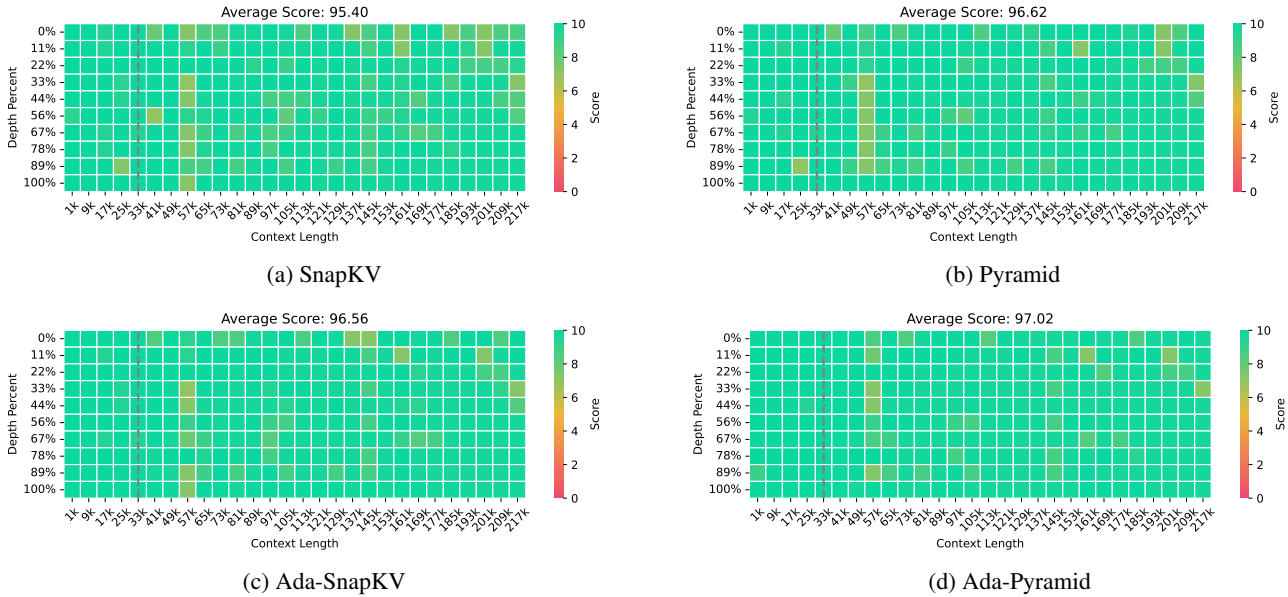 Average Score: 95.40
Depth Percent
0%
11%
22%
33%
44%
56%
67%
78%
89%
100%
1k 9k 17k 25k 33k 41k 49k 57k 65k 73k 81k 89k 97k 105k 113k 121k 129k 137k 145k 153k 161k 169k 177k 185k 193k 201k 209k 217k
Context Length
10
8
6
4
2
0
Score
(a) SnapKV
Average Score: 96.62
Depth Percent
0%
11%
22%
33%
44%
56%
67%
78%
89%
100%
1k 9k 17k 25k 33k 41k 49k 57k 65k 73k 81k 89k 97k 105k 113k 121k 129k 137k 145k 153k 161k 169k 177k 185k 193k 201k 209k 217k
Context Length
10
8
6
4
2
0
Score
(b) Pyramid
Average Score: 96.56
Depth Percent
0%
11%
22%
33%
44%
56%
67%
78%
89%
100%
1k 9k 17k 25k 33k 41k 49k 57k 65k 73k 81k 89k 97k 105k 113k 121k 129k 137k 145k 153k 161k 169k 177k 185k 193k 201k 209k 217k
Context Length
10
8
6
4
2
0
Score
(c) Ada-SnapKV
Average Score: 97.02
Depth Percent
0%
11%
22%
33%
44%
56%
67%
78%
89%
100%
1k 9k 17k 25k 33k 41k 49k 57k 65k 73k 81k 89k 97k 105k 113k 121k 129k 137k 145k 153k 161k 169k 177k 185k 193k 201k 209k 217k
Context Length
10
8
6
4
2
0
Score
(d) Ada-Pyramid